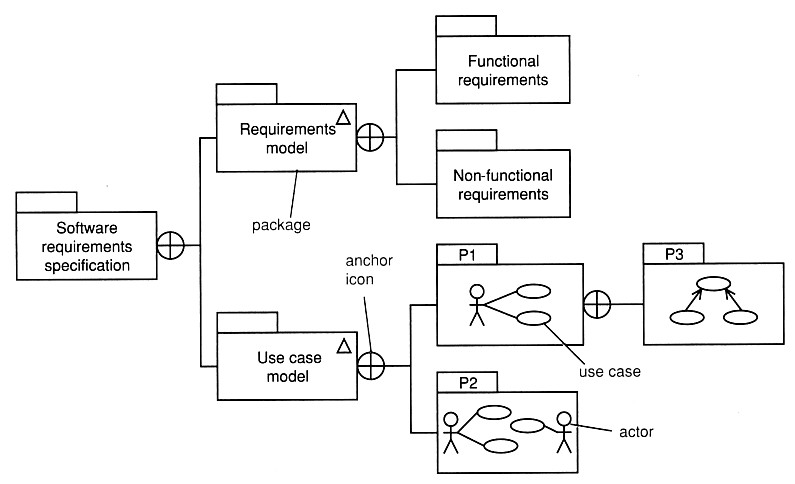 Functional
requirements
Requirements
model
Non-functional
requirements
package
Software
requirements
specification
anchor
icon
P1
P3
Use case
model
use case
P2
actor